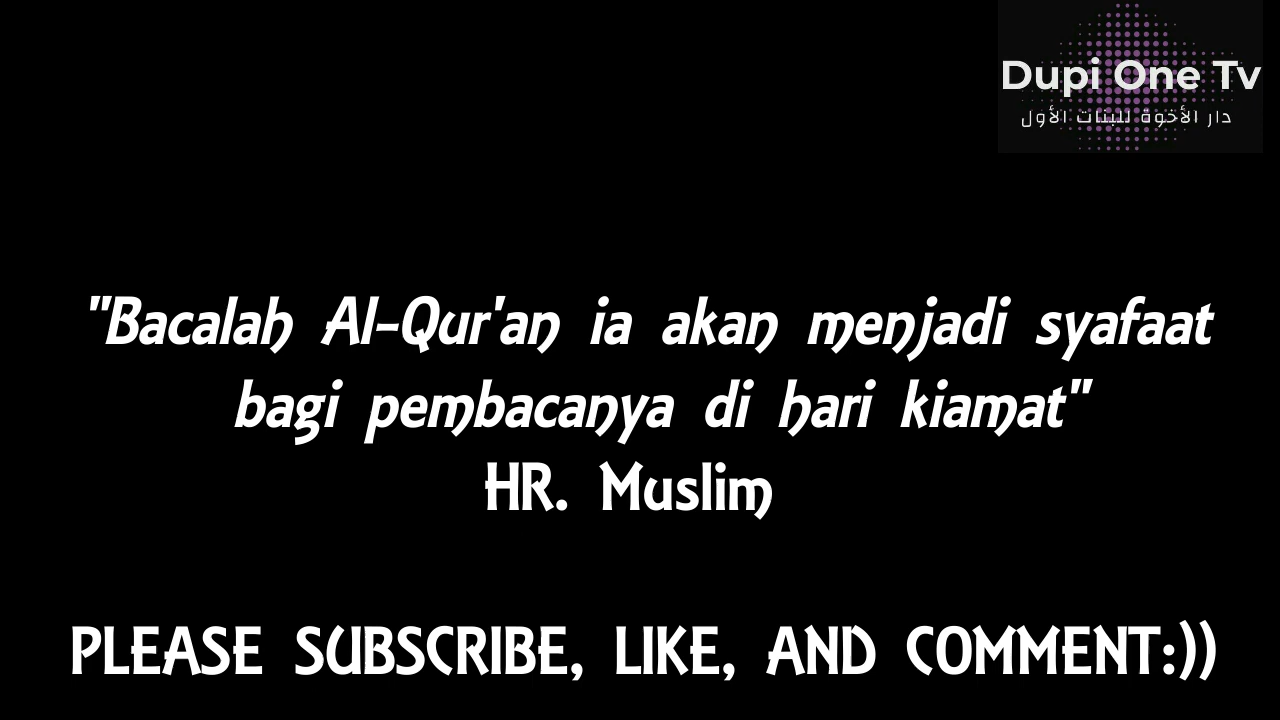 Dupi One Tv
دار الأخوة للبنات الأول
"Bacalah Al-Qur'an ia akan menjadi syafaat
bagi pembacanya di hari kiamat"
HR. Muslim
PLEASE SUBSCRIBE, LIKE, AND COMMENT:))